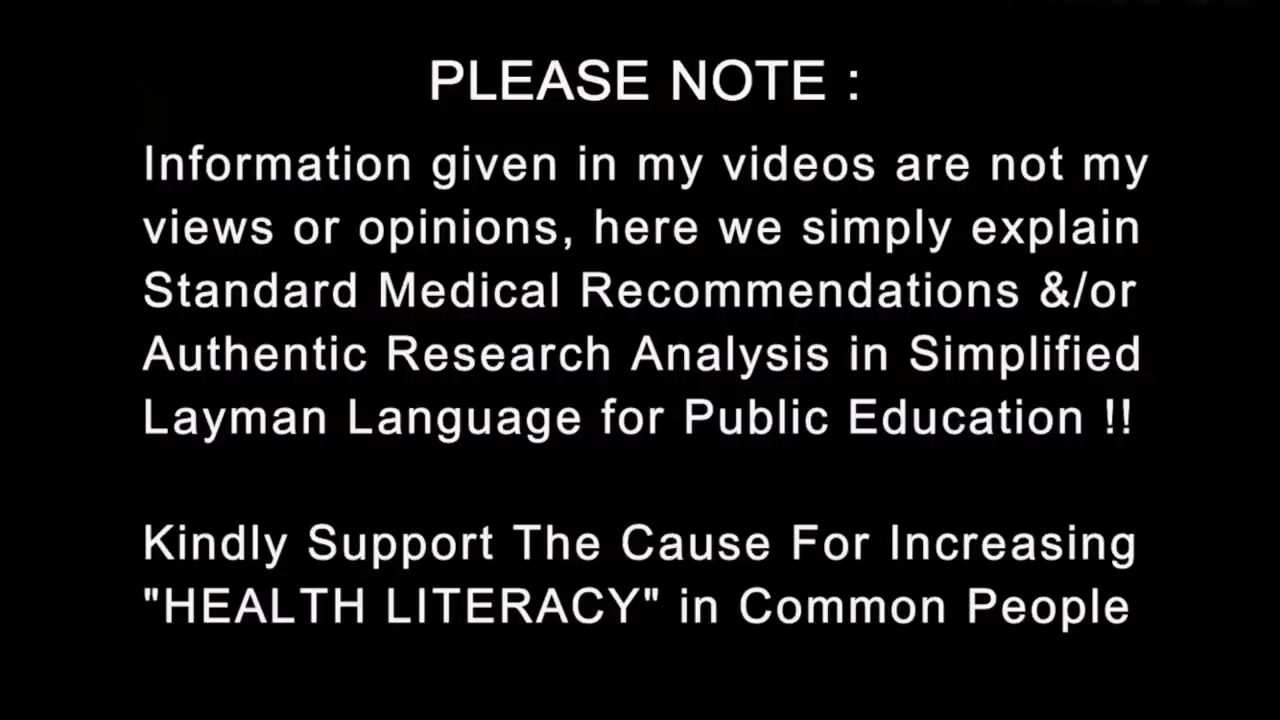 PLEASE NOTE :
Information given in my videos are not my
views or opinions, here we simply explain
Standard Medical Recommendations &/or
Authentic Research Analysis in Simplified
Layman Language for Public Education !!
Kindly Support The Cause For Increasing
"HEALTH LITERACY" in Common People